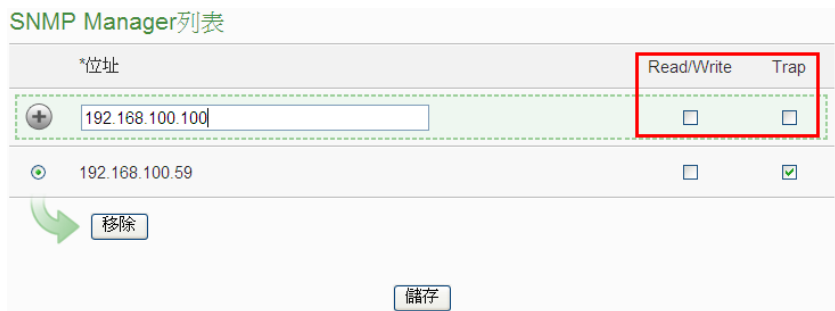 SNMP Manager列表
*位址 Read/Write Trap
192.168.100.100
192.168.100.59
移除
儲存